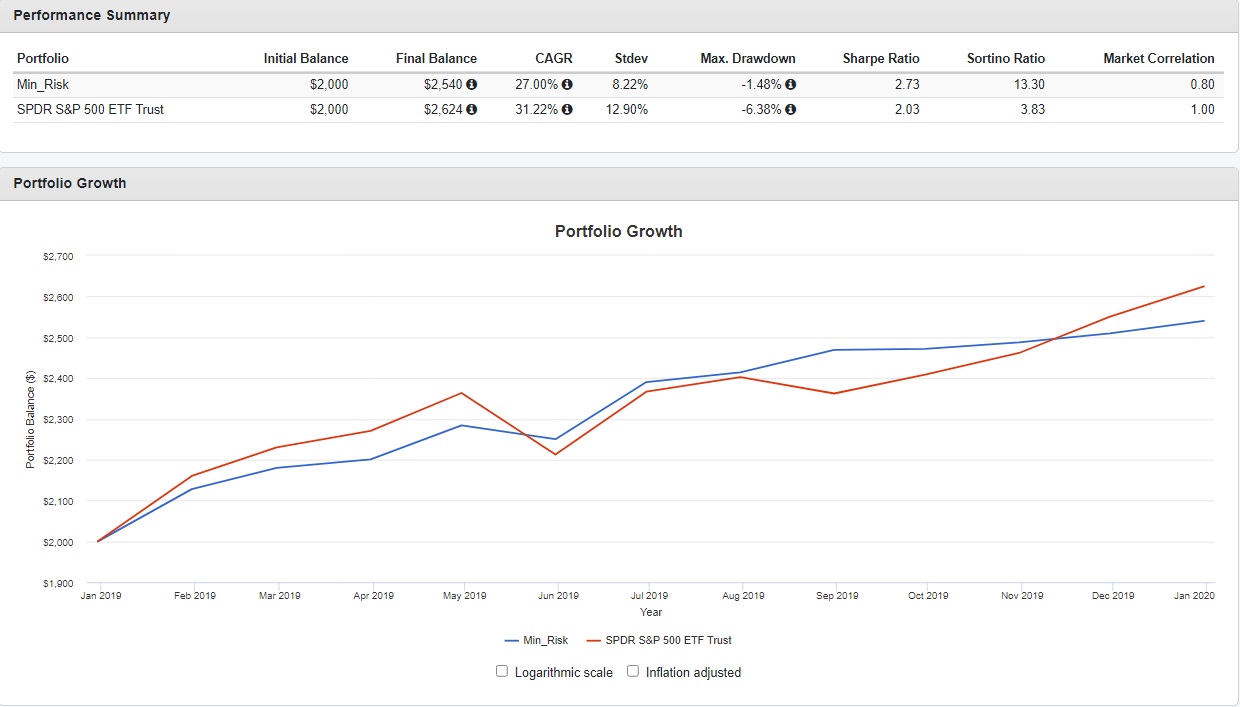 Performance Summary
Portfolio Initial Balance Final Balance CAGR Stdev Max. Drawdown Sharpe Ratio Sortino Ratio Market Correlation
Min_Risk $2,000 $2,540 27.00% 8.22% -1.48% 2.73 13.30 0.80
SPDR S&P 500 ETF Trust $2,000 $2,624 31.22% 12.90% -6.38% 2.03 3.83 1.00
Portfolio Growth
Portfolio Growth
$2,700
$2,600
$2,500
$2,400
$2,300
$2,200
$2,100
$2,000
$1,900
Portfolio Balance ($)
Jan 2019 Feb 2019 Mar 2019 Apr 2019 May 2019 Jun 2019 Jul 2019 Aug 2019 Sep 2019 Oct 2019 Nov 2019 Dec 2019 Jan 2020
Year
Min_Risk SPDR S&P 500 ETF Trust
Logarithmic scale Inflation adjusted